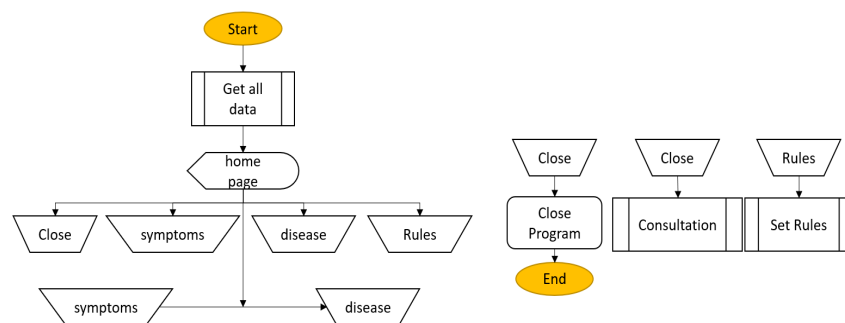 Start
Get all
data
home
page
Close
symptoms
disease
Rules
symptoms
disease
Close
Close
Program
End
Close
Consultation
Rules
Set Rules